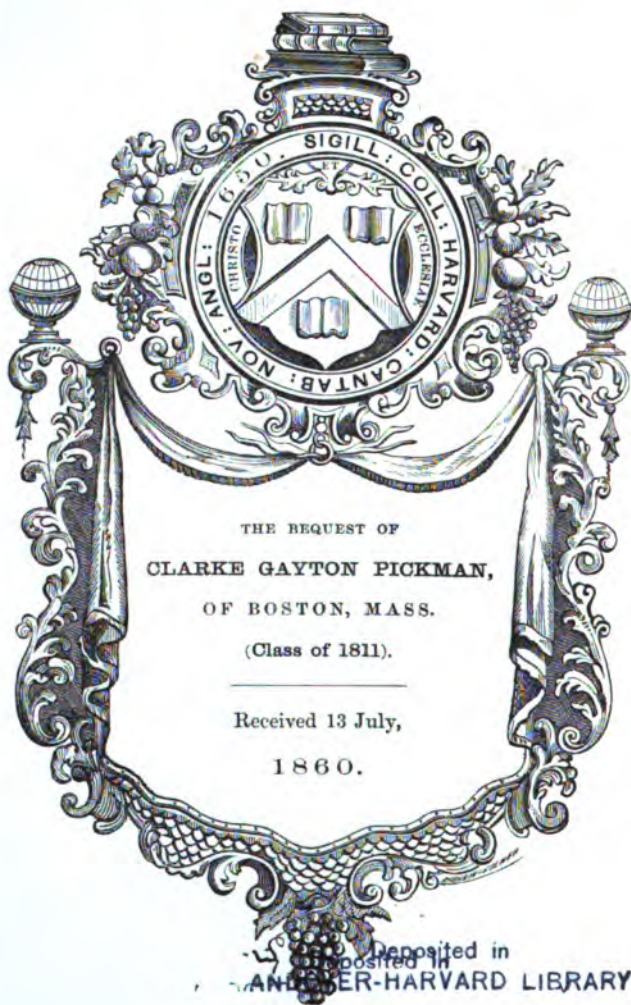 SIGILL: COLL: HARVARD: CANTAB: NOV: ANGL: 1650.
ET
CHRISTO
ECCLESIAE
THE BEQUEST OF
CLARKE GAYTON PICKMAN,
OF BOSTON, MASS.
(Class of 1811).
Received 13 July,
1860.
Deposited in
ANDOVER-HARVARD LIBRARY